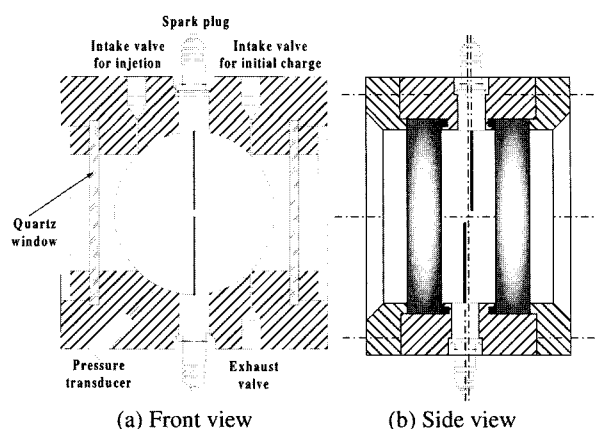 Spark plug
Intake valve
for injetion
Intake valve
for initial charge
Quartz
window
Pressure
transducer
Exhaust
valve
(a) Front view
(b) Side view